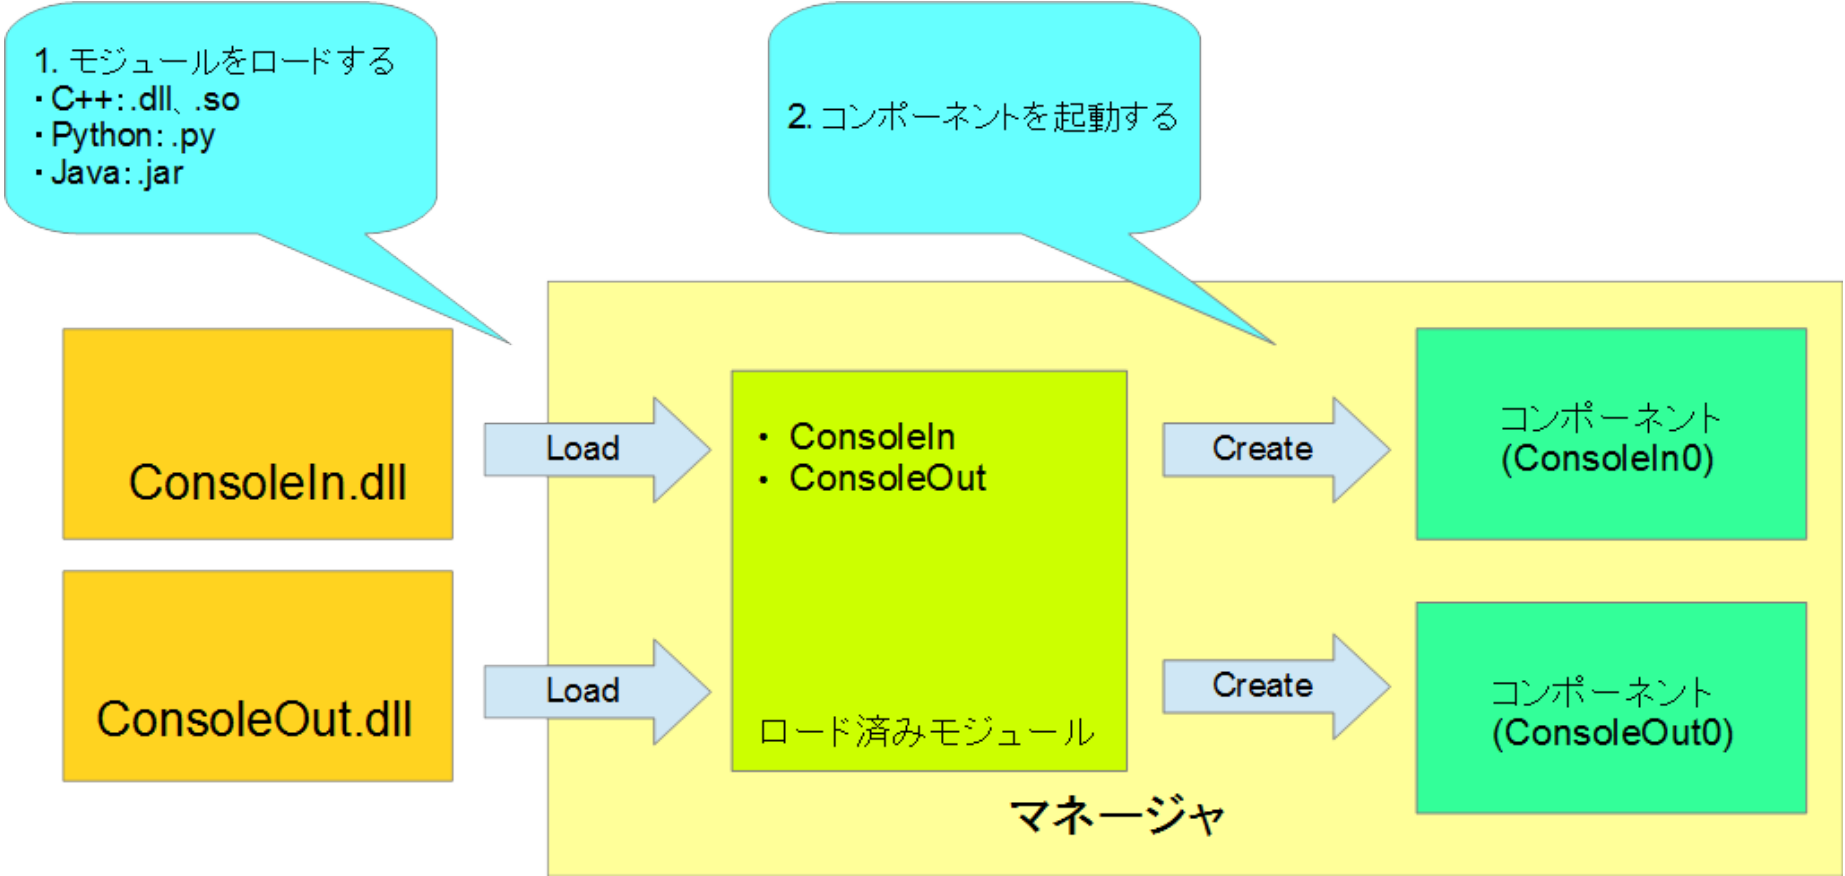 1. モジュールをロードする
・C++:.dll、.so
・Python:.py
・Java:.jar
2. コンポーネントを起動する
ConsoleIn.dll
Load
・ ConsoleIn
・ ConsoleOut
Create
コンポーネント
(ConsoleIn0)
ConsoleOut.dll
Load
ロード済みモジュール
Create
コンポーネント
(ConsoleOut0)
マネージャ